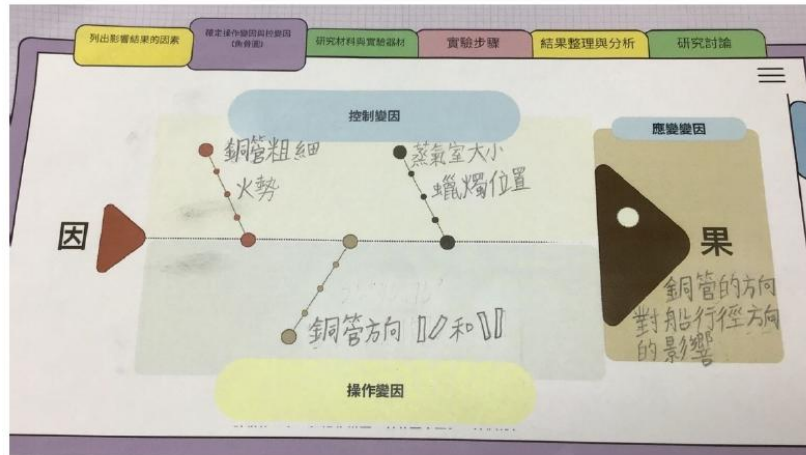 列出影響結果的因素
確定操作變因與控變因
(魚骨圖)
研究材料與實驗器材
實驗步驟
結果整理與分析
研究討論
控制變因
應變變因
銅管粗細
火勢
蒸氣室大小
蠟燭位置
因
果
銅管的方向
對船行徑方向
的影響
銅管方向 和
操作變因